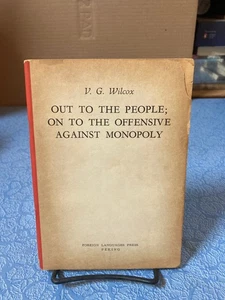 V. G. Wilcox
OUT TO THE PEOPLE;
ON TO THE OFFENSIVE
AGAINST MONOPOLY
FOREIGN LANGUAGES PRESS
PEKING